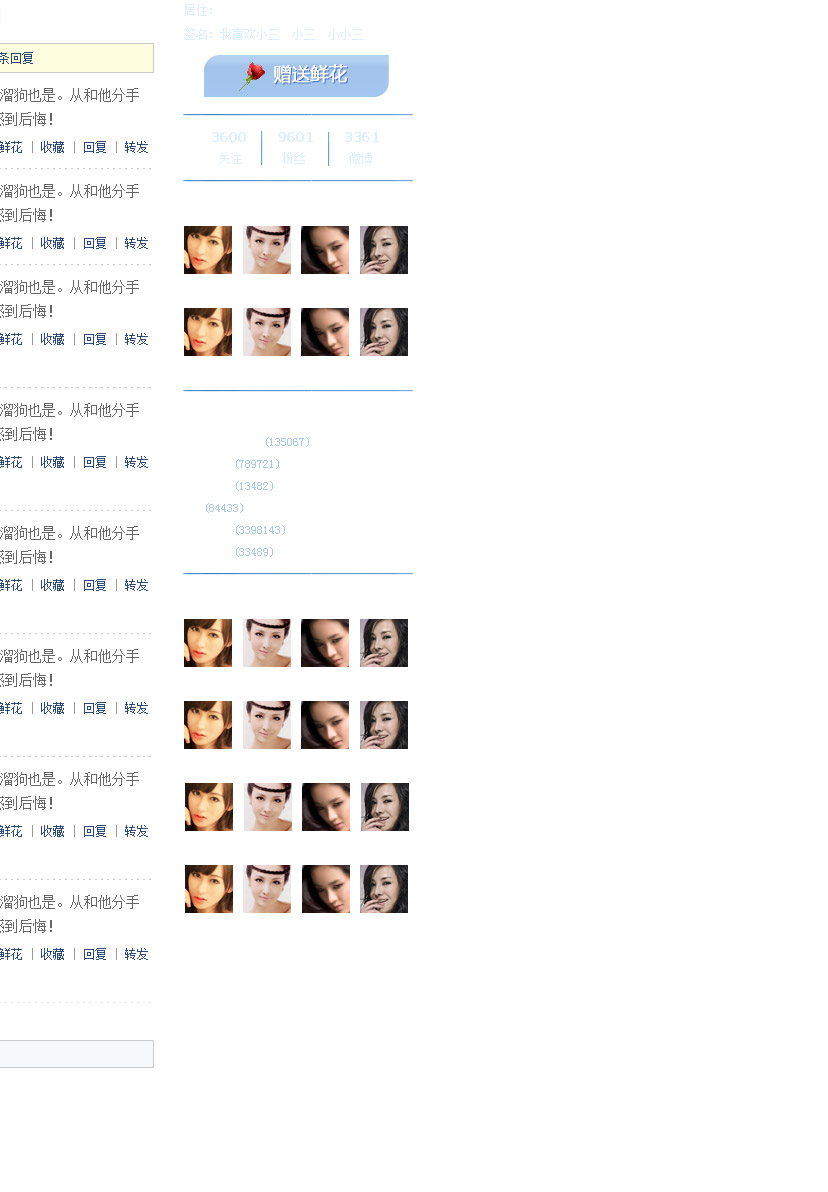 条回复
溜狗也是。从和他分手
到后悔!
鲜花 | 收藏 | 回复 | 转发
溜狗也是。从和他分手
到后悔!
鲜花 | 收藏 | 回复 | 转发
溜狗也是。从和他分手
到后悔!
鲜花 | 收藏 | 回复 | 转发
溜狗也是。从和他分手
到后悔!
鲜花 | 收藏 | 回复 | 转发
溜狗也是。从和他分手
到后悔!
鲜花 | 收藏 | 回复 | 转发
溜狗也是。从和他分手
到后悔!
鲜花 | 收藏 | 回复 | 转发
溜狗也是。从和他分手
到后悔!
鲜花 | 收藏 | 回复 | 转发
溜狗也是。从和他分手
到后悔!
鲜花 | 收藏 | 回复 | 转发
居住:
签名: 我喜欢小三 小三 小小三
赠送鲜花
3600 9601 3361
关注 粉丝 微博
(135067)
(789721)
(13482)
(84433)
(3398143)
(33489)